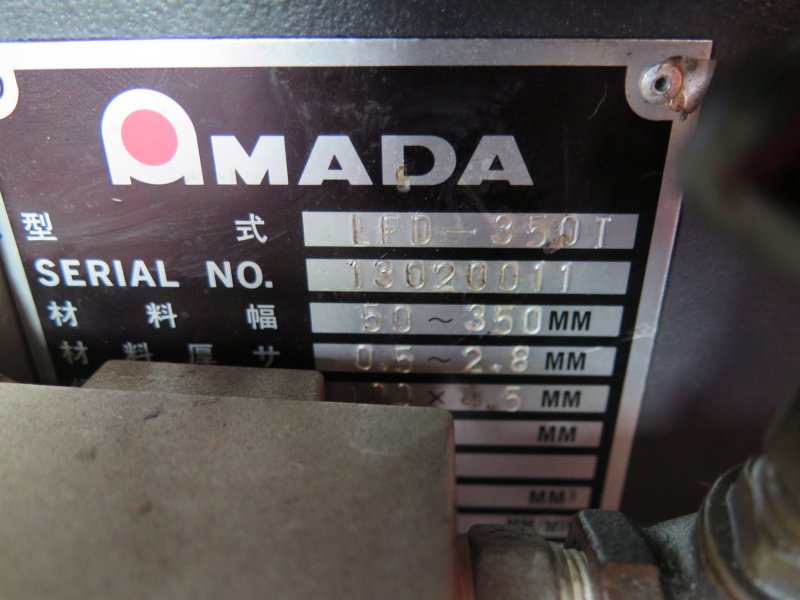 AMADA
型 式 LFD-350T
SERIAL NO. 13020011
材 料 幅 50 ~ 350 MM
材 料 厚 サ 0.5 ~ 2.8 MM
MM
MM
MM³